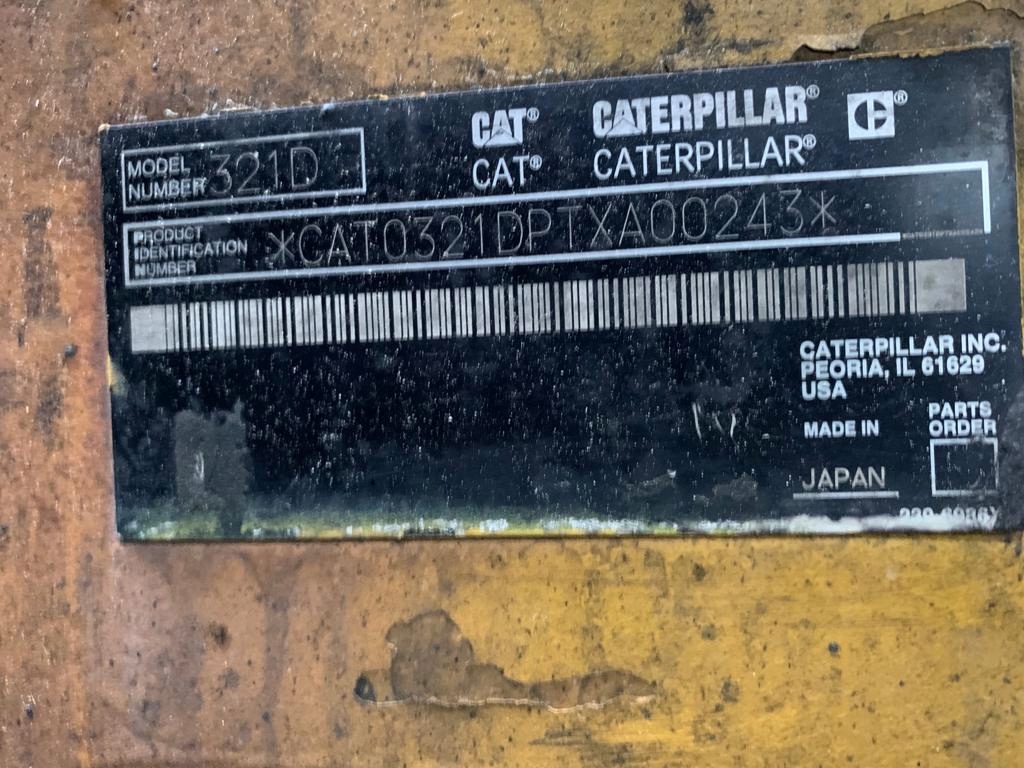 MODEL NUMBER 321D
CAT® CATERPILLAR® ®
CAT® CATERPILLAR®
PRODUCT IDENTIFICATION NUMBER *CAT0321DPTXA00243*
CATERPILLAR INC.
PEORIA, IL 61629
USA
MADE IN
JAPAN
PARTS
ORDER